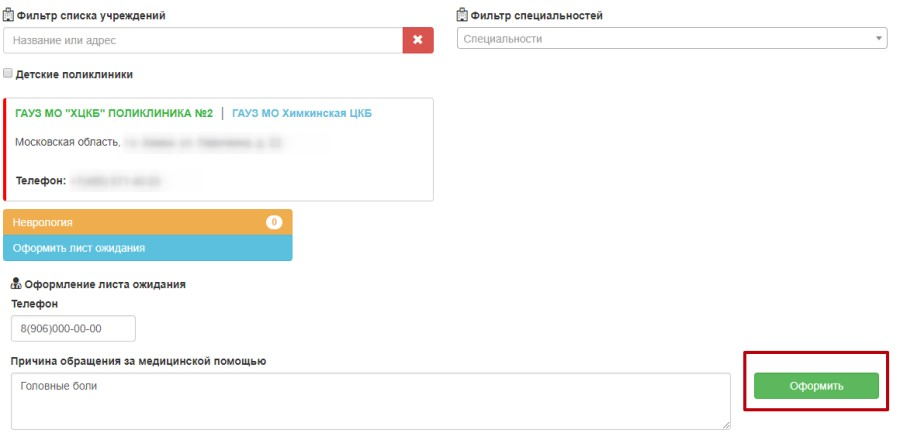 Фильтр списка учреждений
Фильтр специальностей
Название или адрес
Специальности
Детские поликлиники
ГАУЗ МО "ХЦКБ" ПОЛИКЛИНИКА №2 | ГАУЗ МО Химкинская ЦКБ
Московская область,
Телефон:
Неврология 0
Оформить лист ожидания
Оформление листа ожидания
Телефон
8(906)000-00-00
Причина обращения за медицинской помощью
Головные боли
Оформить